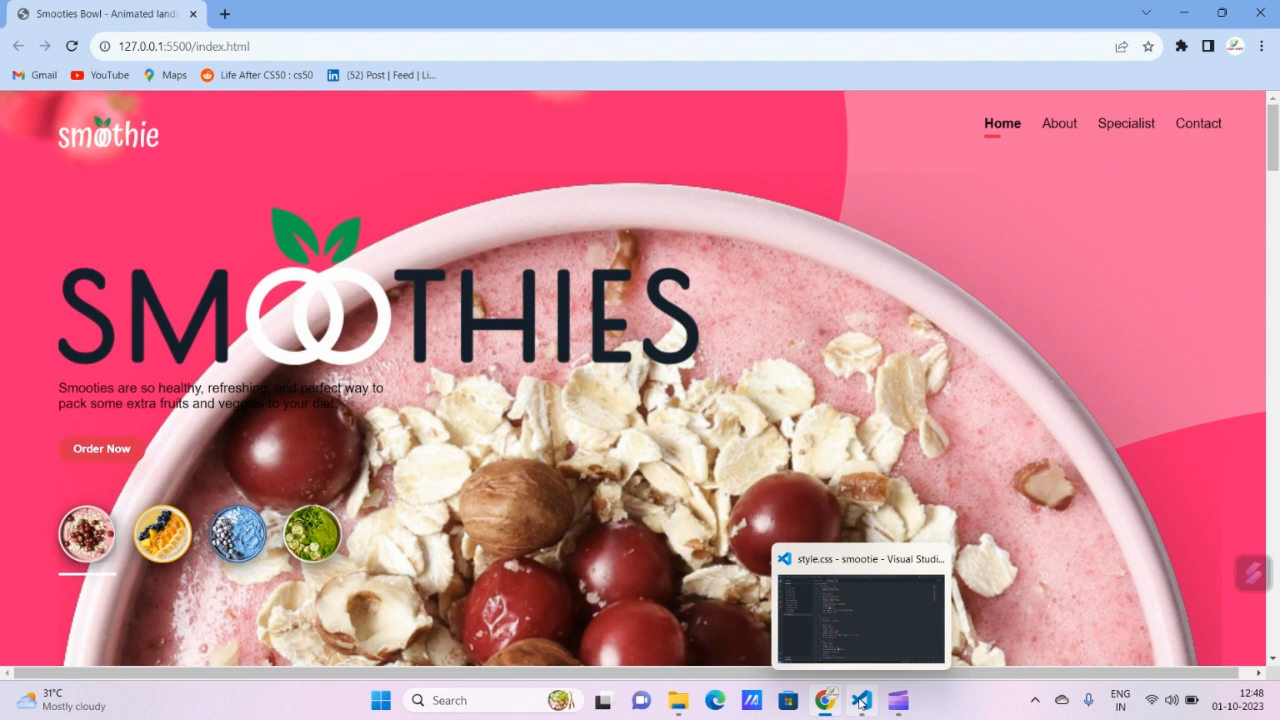 Smooties Bowl - Animated land
127.0.0.1:5500/index.html
Gmail YouTube Maps Life After CS50 : cs50 (52) Post | Feed | Li...
smoothie
Home About Specialist Contact
SMOOTHIES
Smooties are so healthy, refreshing, and perfect way to
pack some extra fruits and veggies to your diet.
Order Now
style.css - smootie - Visual Studi...
31°C
Mostly cloudy
Search
ENG
IN
12:48
01-10-2023